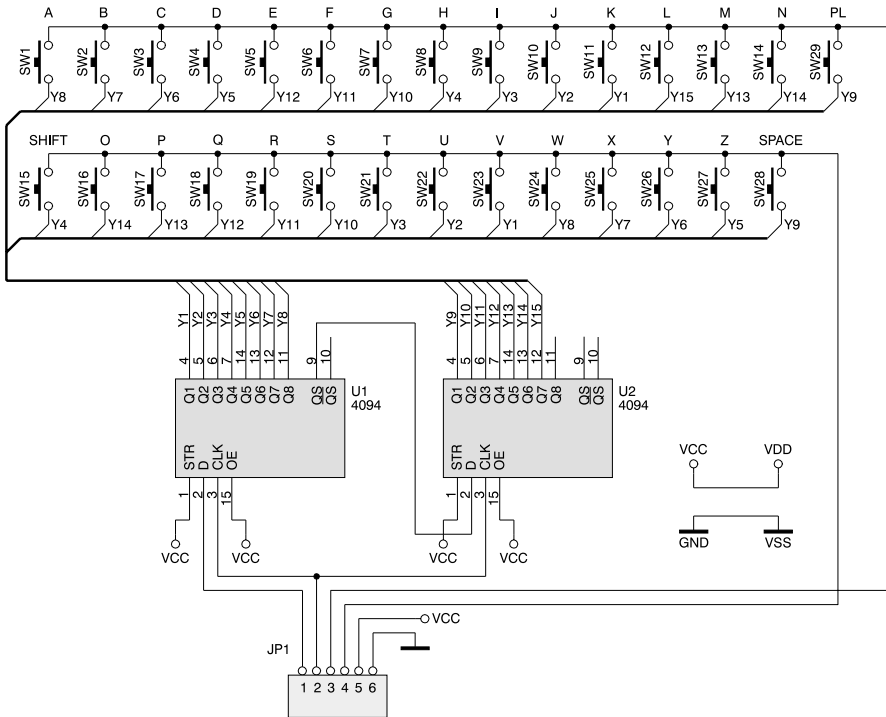 A B C D E F G H I J K L M N PL
SW1 SW2 SW3 SW4 SW5 SW6 SW7 SW8 SW9 SW10 SW11 SW12 SW13 SW14 SW29
Y8 Y7 Y6 Y5 Y12 Y11 Y10 Y4 Y3 Y2 Y1 Y15 Y13 Y14 Y9
SHIFT O P Q R S T U V W X Y Z SPACE
SW15 SW16 SW17 SW18 SW19 SW20 SW21 SW22 SW23 SW24 SW25 SW26 SW27 SW28
Y4 Y14 Y13 Y12 Y11 Y10 Y3 Y2 Y1 Y8 Y7 Y6 Y5 Y9
Y1 Y2 Y3 Y4 Y5 Y6 Y7 Y8 Y9 Y10 Y11 Y12 Y13 Y14 Y15
4 5 6 7 14 13 12 11 9 10 4 5 6 7 14 13 12 11 9 10
Q1 Q2 Q3 Q4 Q5 Q6 Q7 Q8 QS QS U1 Q1 Q2 Q3 Q4 Q5 Q6 Q7 Q8 QS QS U2
4094 4094
STR D CLK OE STR D CLK OE
VCC VDD
1 2 3 15 1 2 3 15
GND VSS
VCC VCC VCC VCC
VCC
JP1
1 2 3 4 5 6